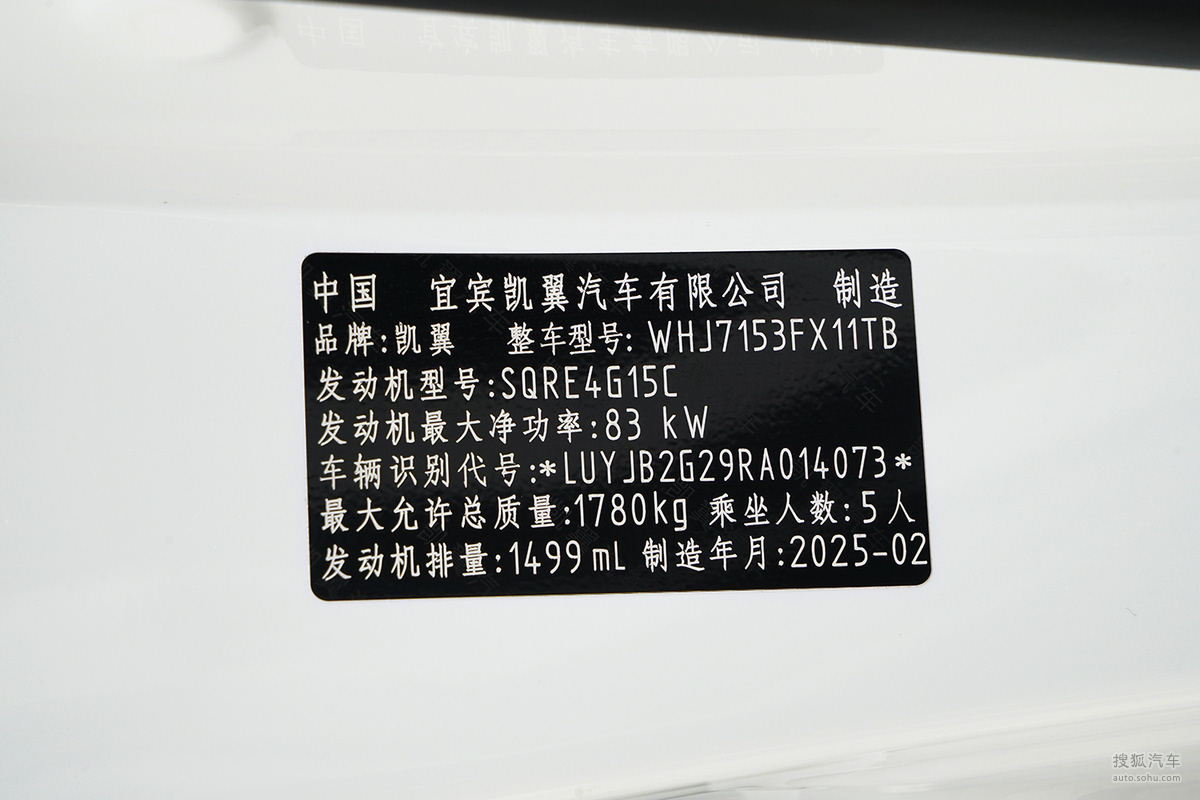 中国 宜宾凯翼汽车有限公司 制造
品牌:凯翼 整车型号: WHJ7153FX11TB
发动机型号:SQRE4G15C
发动机最大净功率:83 kW
车辆识别代号:*LUYJB2G29RA014073*
最大允许总质量:1780kg 乘坐人数:5人
发动机排量:1499mL 制造年月:2025-02
搜狐汽车
auto.sohu.com